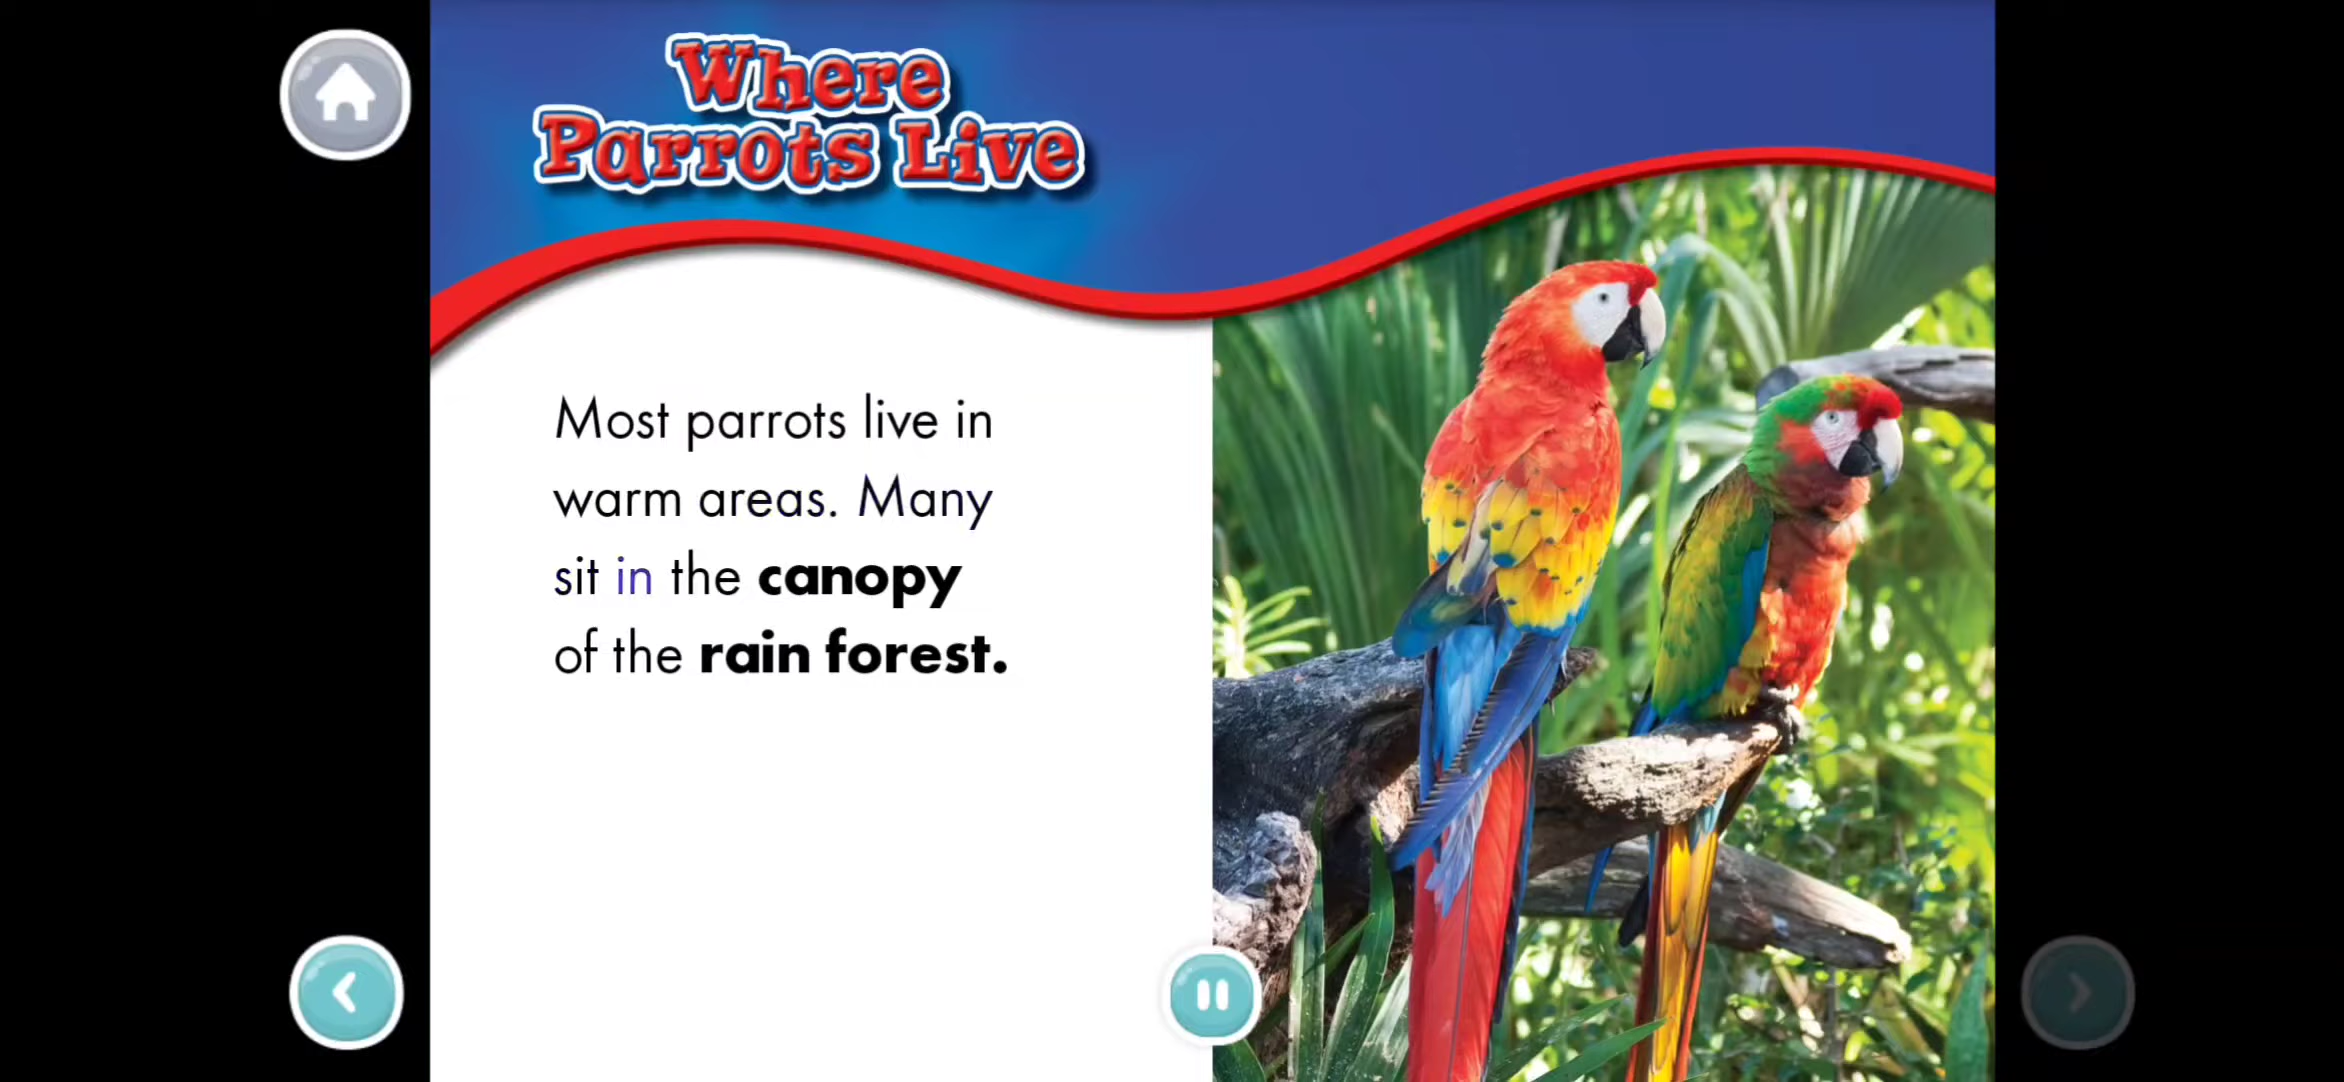 Where
Parrots Live
Most parrots live in
warm areas. Many
sit in the canopy
of the rain forest.